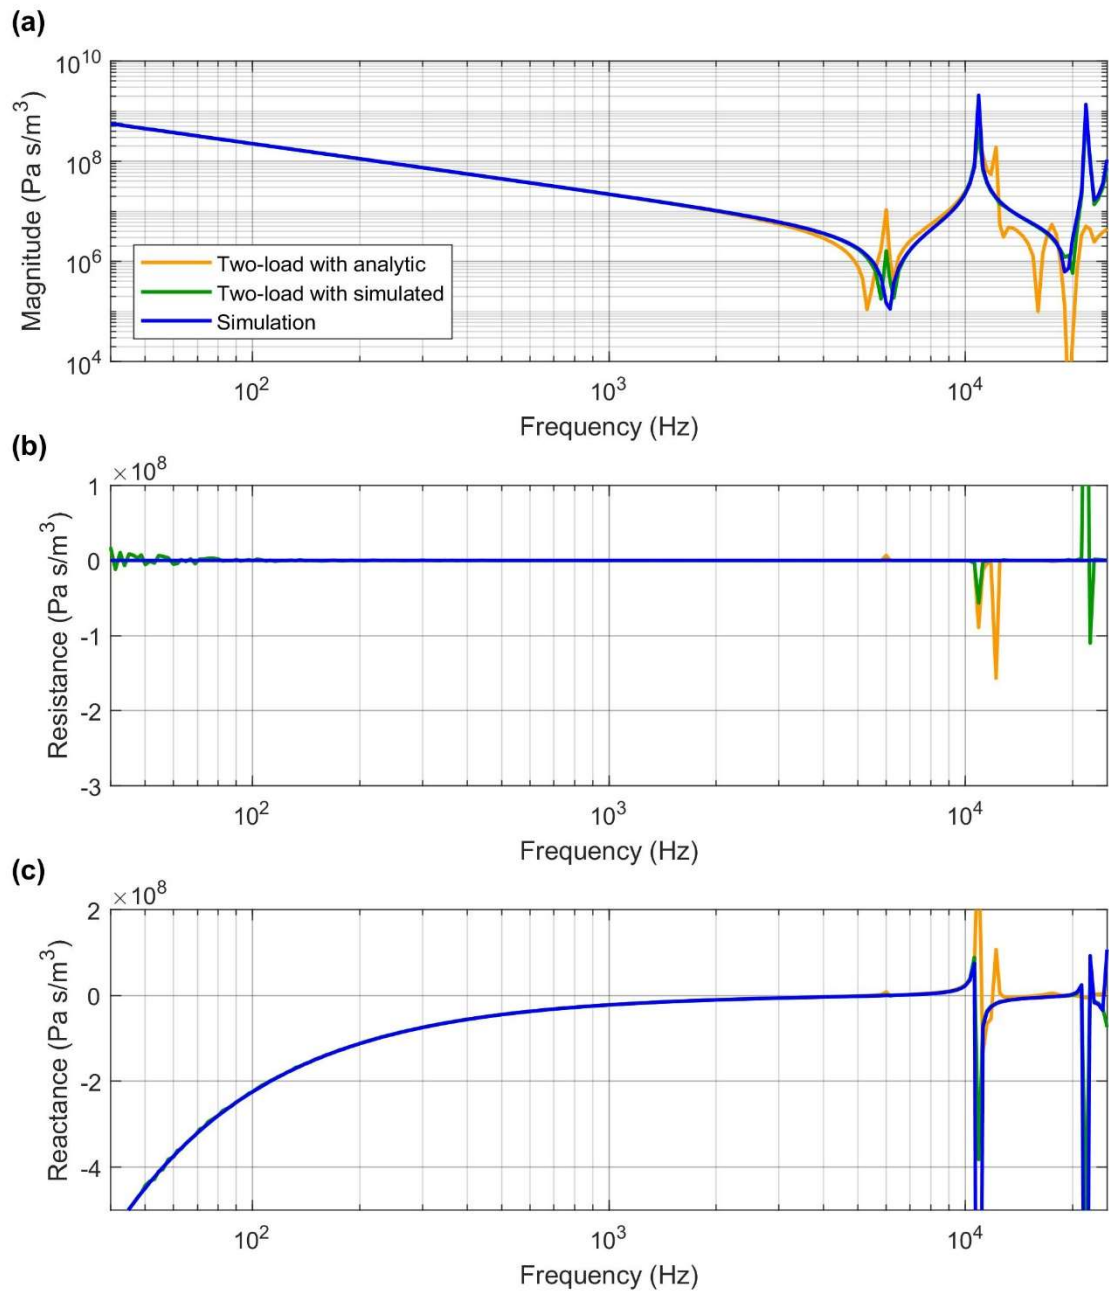 (a)
10^10
10^8
10^6
10^4
Magnitude (Pa s/m^3)
Two-load with analytic
Two-load with simulated
Simulation
10^2
10^3
10^4
Frequency (Hz)
(b)
×10^8
1
0
-1
-2
-3
Resistance (Pa s/m^3)
10^2
10^3
10^4
Frequency (Hz)
(c)
×10^8
2
0
-2
-4
Reactance (Pa s/m^3)
10^2
10^3
10^4
Frequency (Hz)